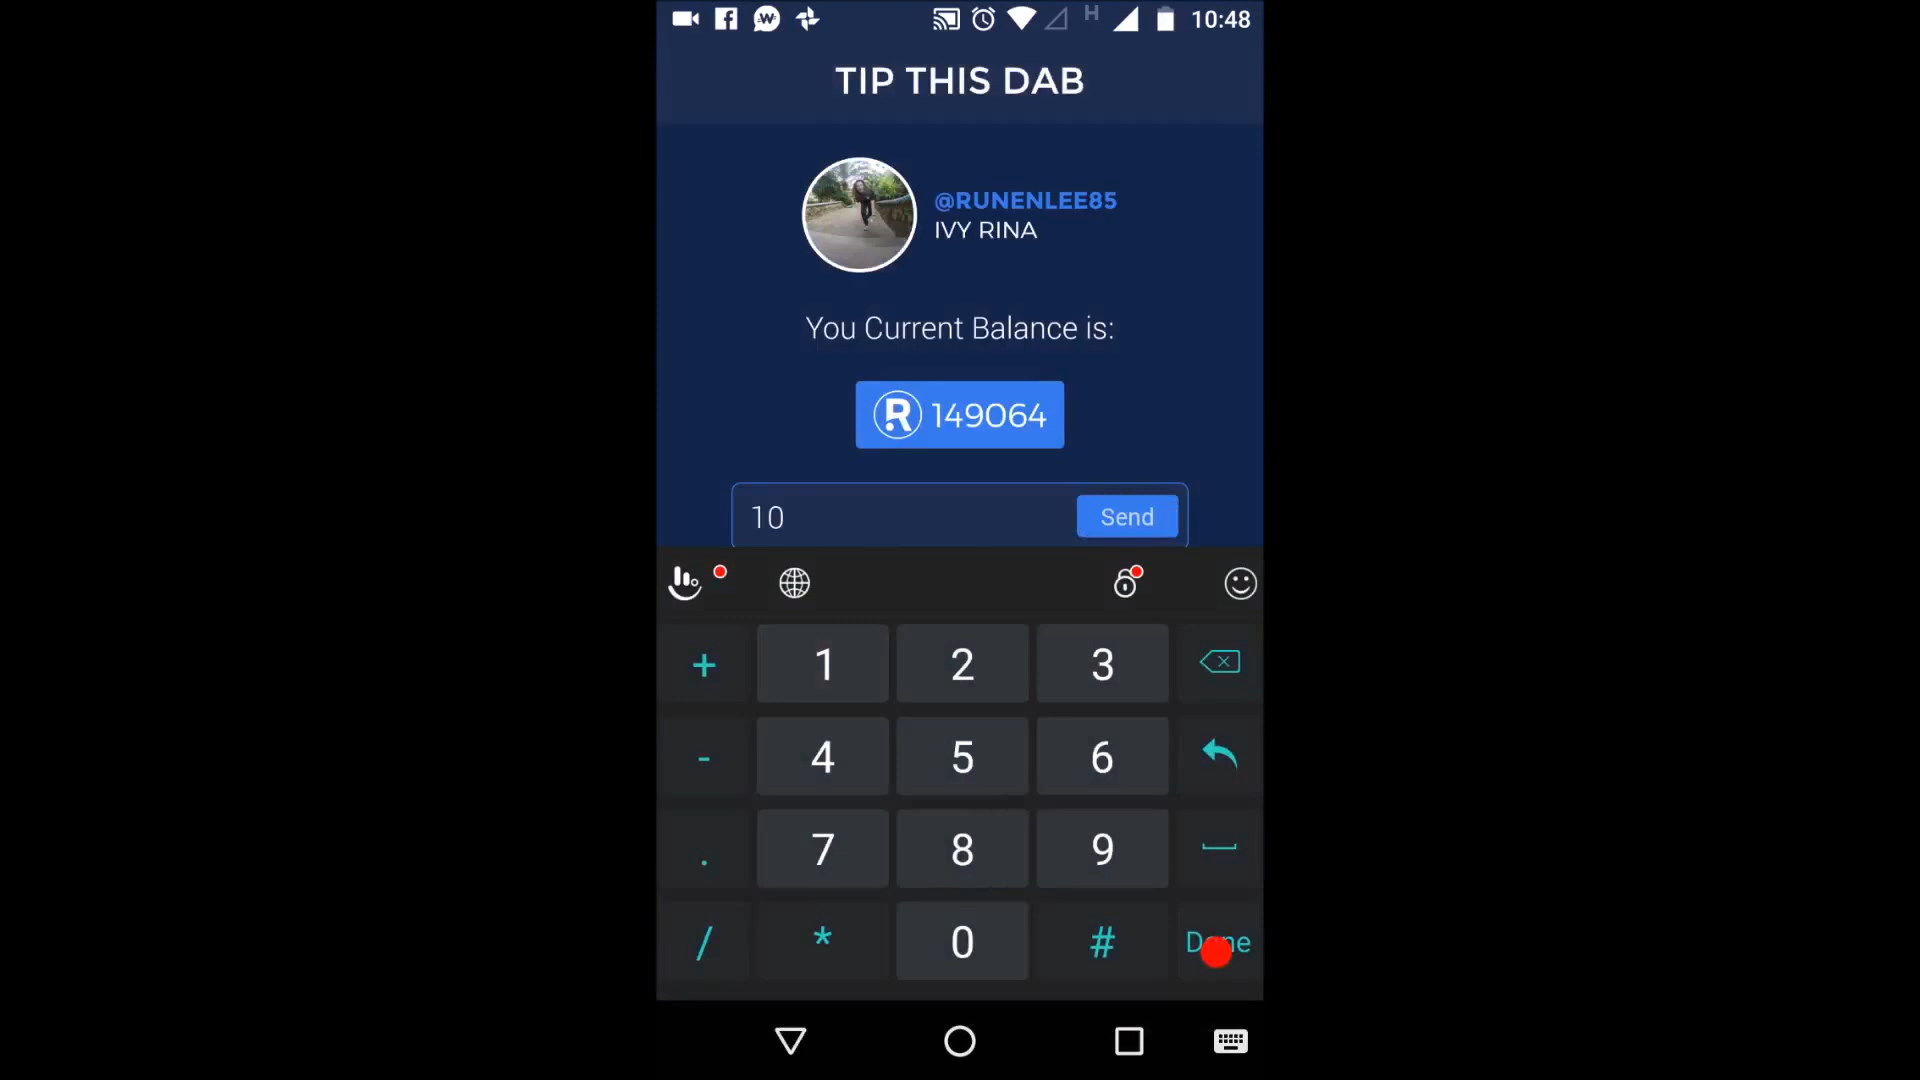 10:48
TIP THIS DAB
@RUNENLEE85
IVY RINA
You Current Balance is:
R 149064
10 Send
+ 1 2 3
- 4 5 6
. 7 8 9
/ * 0 # Done